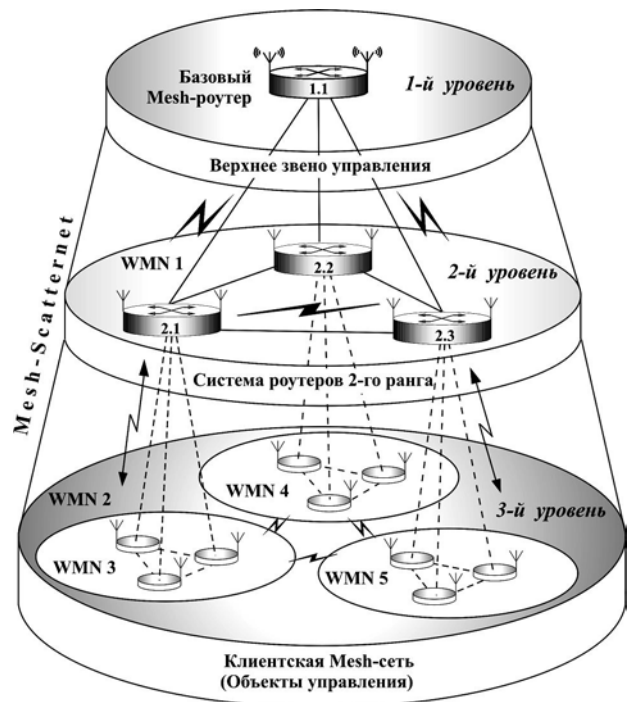 Базовый
Mesh-роутер
1.1
1-й уровень
Верхнее звено управления
Mesh-Scatternet
WMN 1
2.2
2-й уровень
2.1
2.3
Система роутеров 2-го ранга
WMN 2
WMN 4
3-й уровень
WMN 3
WMN 5
Клиентская Mesh-сеть
(Объекты управления)